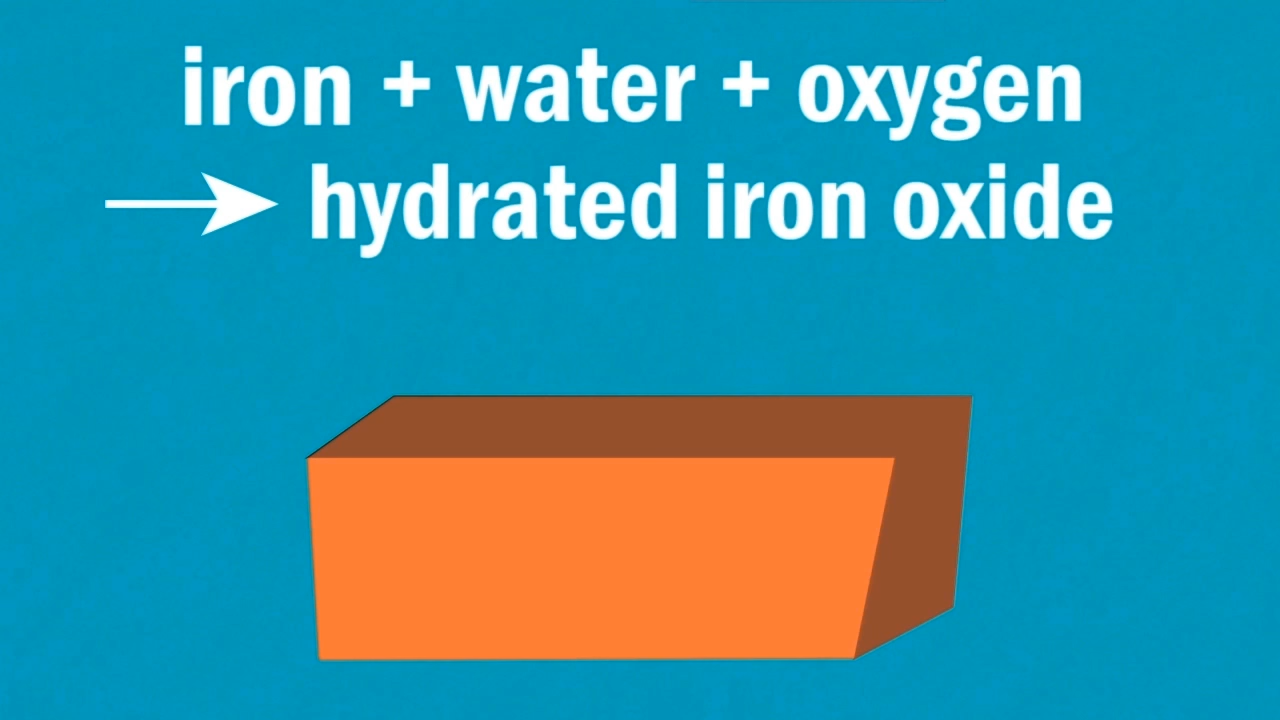 iron + water + oxygen
→ hydrated iron oxide